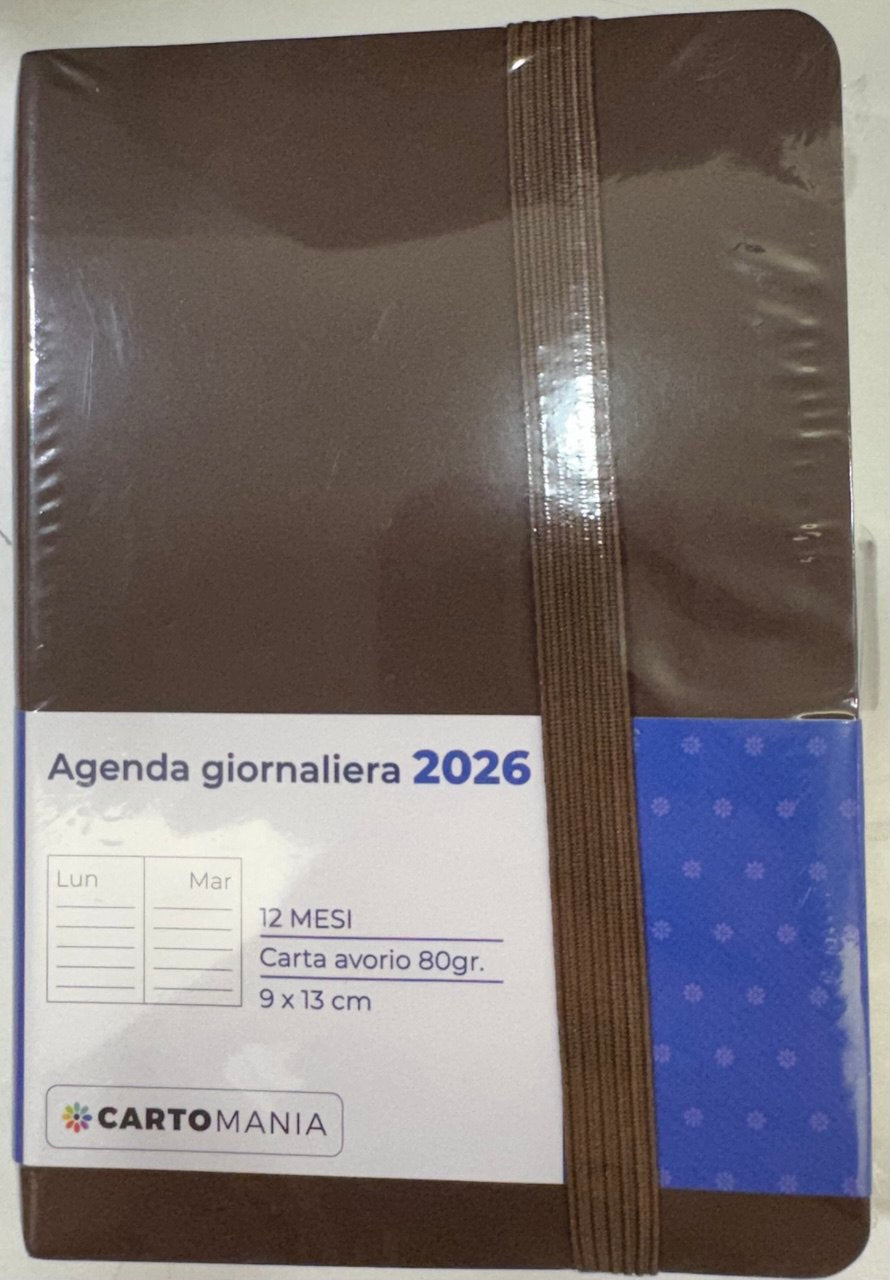 Agenda giornaliera 2026
Lun Mar
12 MESI
Carta avorio 80gr.
9 x 13 cm
CARTOMANIA